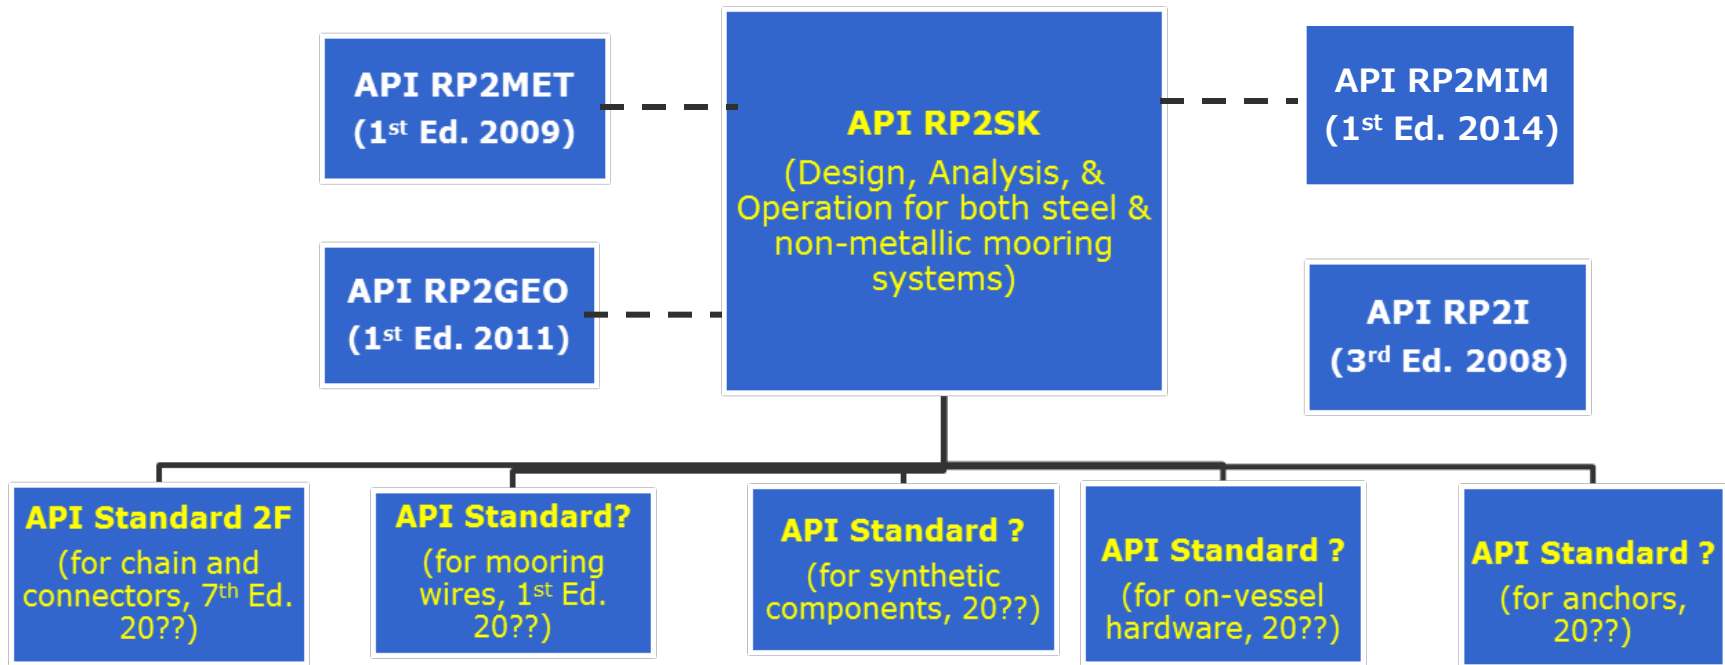 API RP2MET
(1st Ed. 2009)
API RP2SK
(Design, Analysis, &
Operation for both steel &
non-metallic mooring
systems)
API RP2MIM
(1st Ed. 2014)
API RP2GEO
(1st Ed. 2011)
API RP2I
(3rd Ed. 2008)
API Standard 2F
(for chain and
connectors, 7th Ed.
20??)
API Standard?
(for mooring
wires, 1st Ed.
20??)
API Standard ?
(for synthetic
components, 20??)
API Standard ?
(for on-vessel
hardware, 20??)
API Standard ?
(for anchors,
20??)